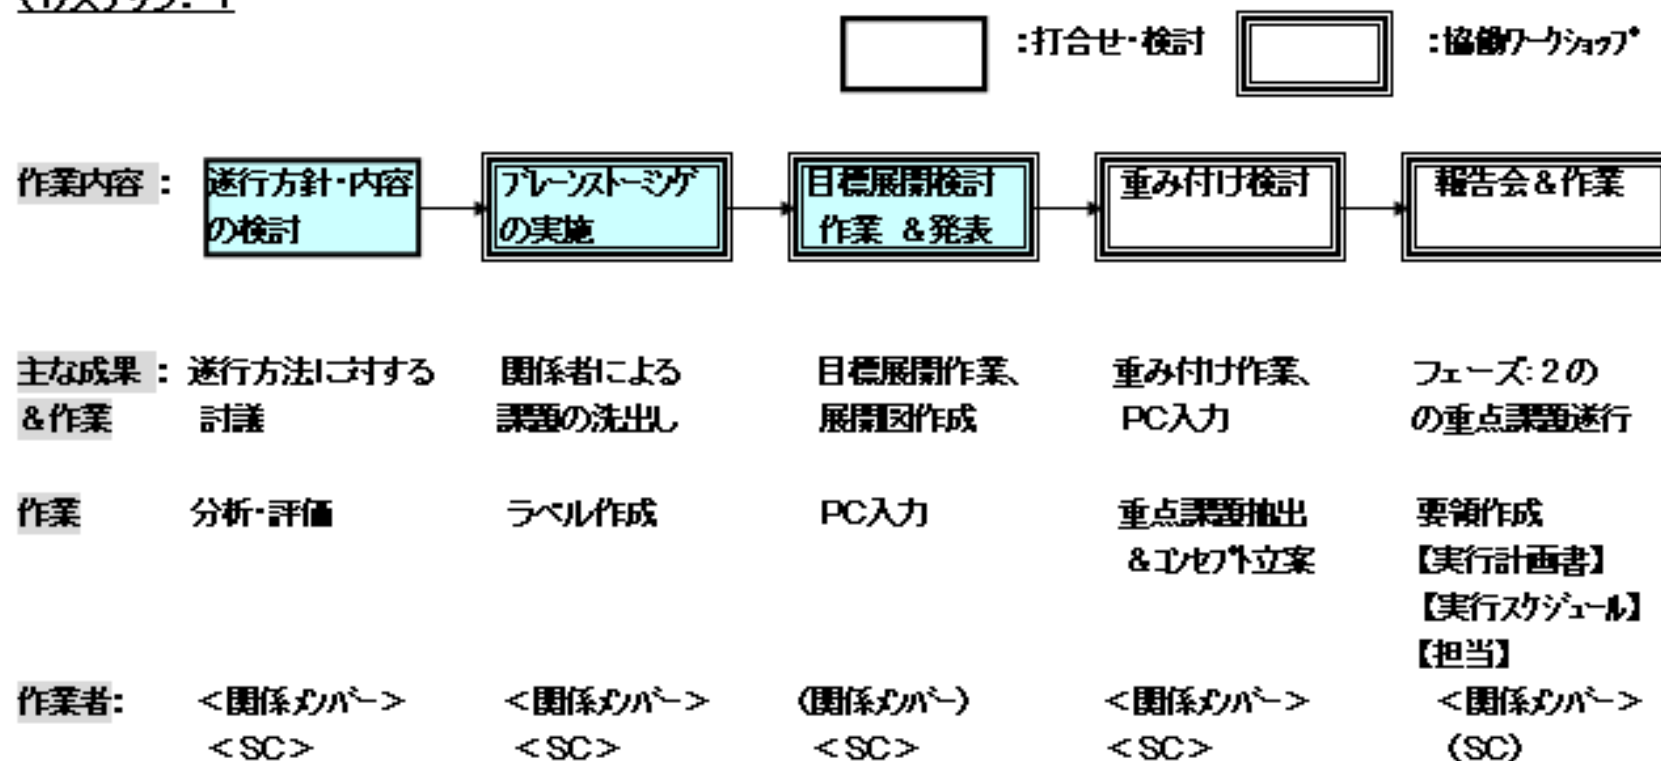 (1)ステップ：1
：打合せ・検討
：協働ワークショップ
作業内容：
遂行方針・内容
の検討
ブレーンストーミング
の実施
目標展開検討
作業 ＆発表
重み付け検討
報告会＆作業
主な成果：
＆作業
遂行方法に対する
討議
関係者による
課題の洗出し
目標展開作業、
展開図作成
重み付け作業、
PC入力
フェーズ：2の
の重点課題遂行
作業
分析・評価
ラベル作成
PC入力
重点課題抽出
＆コンセプト立案
要領作成
【実行計画書】
【実行スケジュール】
【担当】
作業者：
＜関係メンバー＞
＜SC＞
＜関係メンバー＞
＜SC＞
(関係メンバー)
＜SC＞
＜関係メンバー＞
＜SC＞
＜関係メンバー＞
(SC)